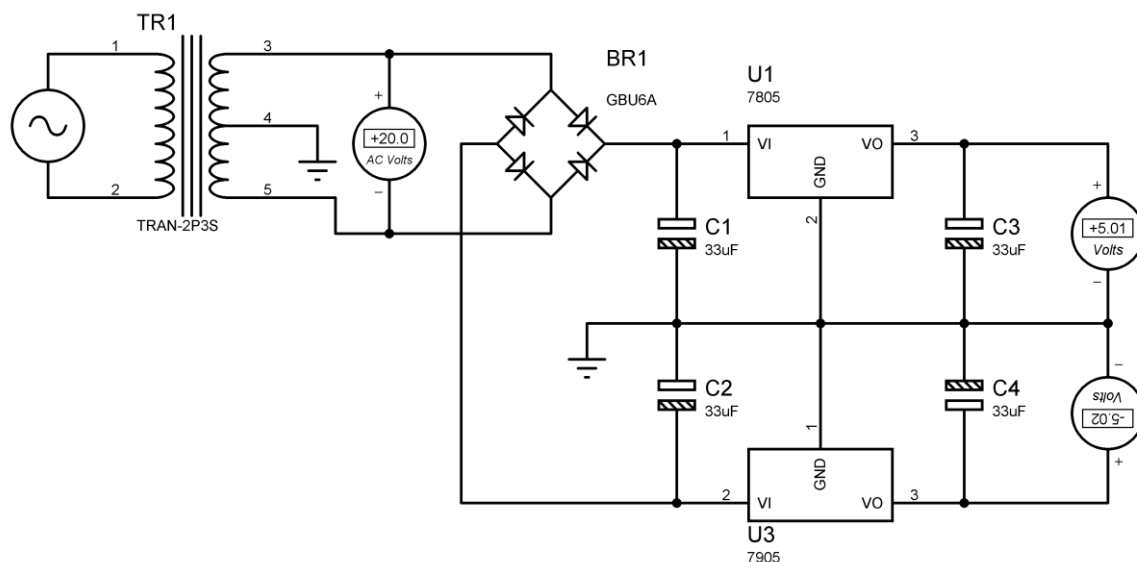 TR1
1
2
3
4
5
TRAN-2P3S
+
+20.0
AC Volts
−
BR1
GBU6A
U1
7805
1
VI
VO
3
GND
2
C1
33uF
C3
33uF
+
+5.01
Volts
−
C2
33uF
C4
33uF
−
Volts
-5.02
+
1
GND
2
VI
VO
3
U3
7905